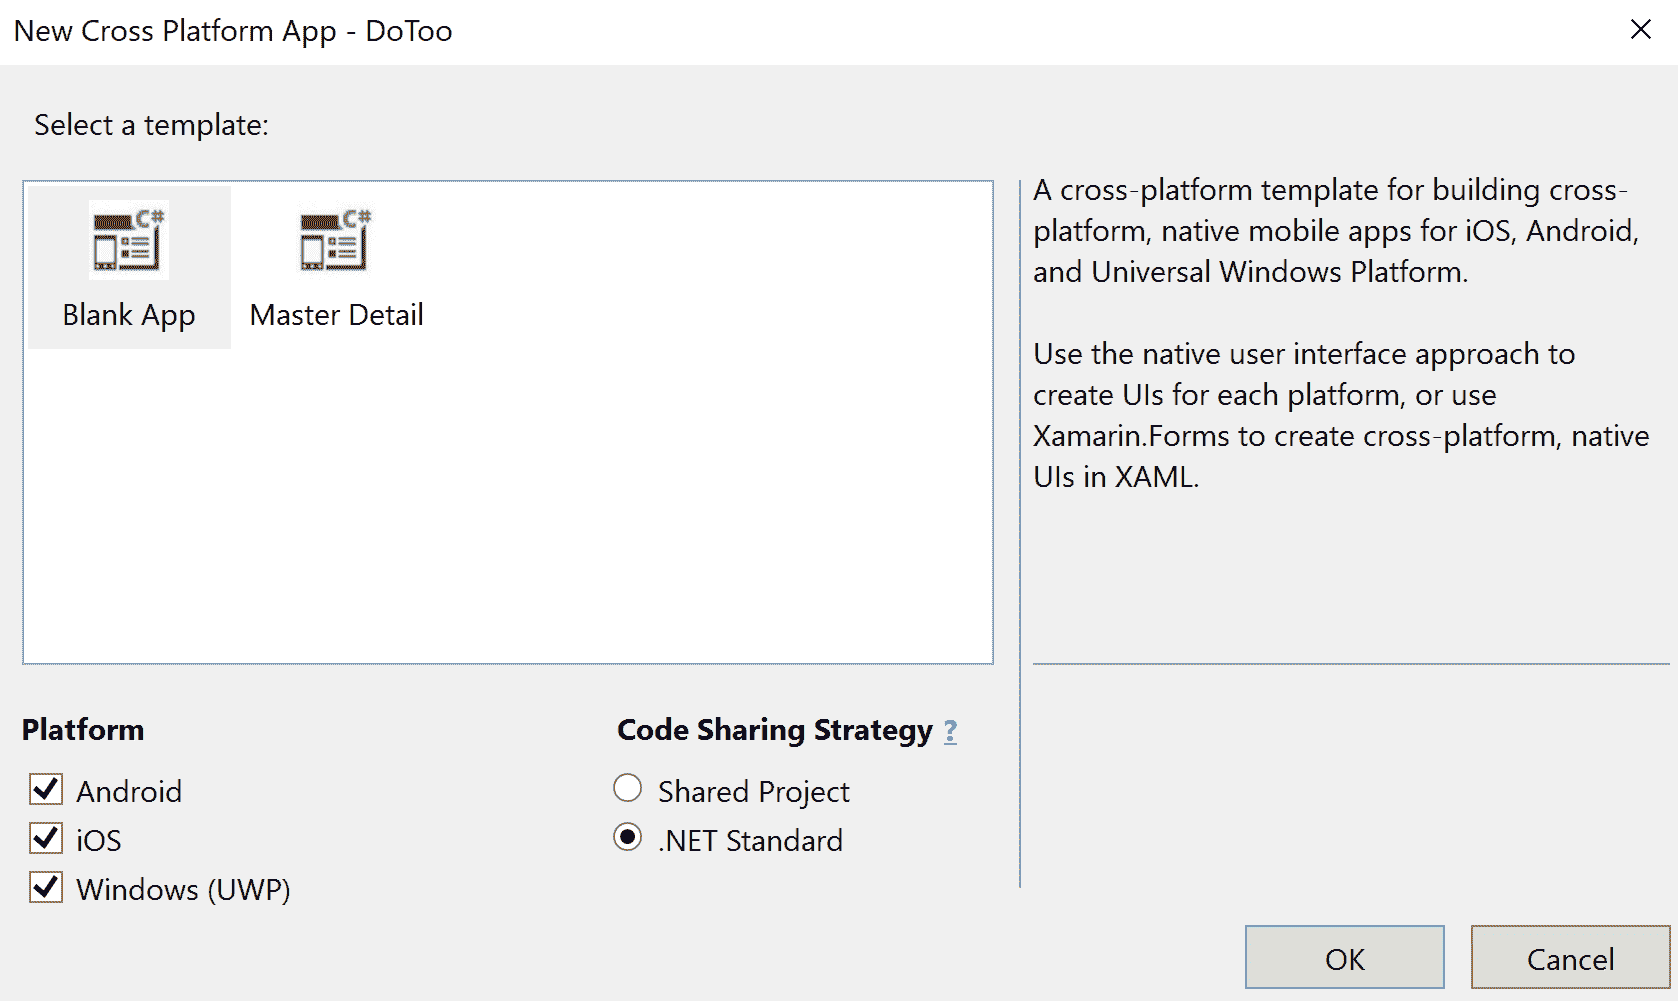 New Cross Platform App - DoToo
Select a template:
C#
Blank App
C#
Master Detail
A cross-platform template for building cross-
platform, native mobile apps for iOS, Android,
and Universal Windows Platform.
Use the native user interface approach to
create UIs for each platform, or use
Xamarin.Forms to create cross-platform, native
UIs in XAML.
Platform
Android
iOS
Windows (UWP)
Code Sharing Strategy ?
Shared Project
.NET Standard
OK
Cancel